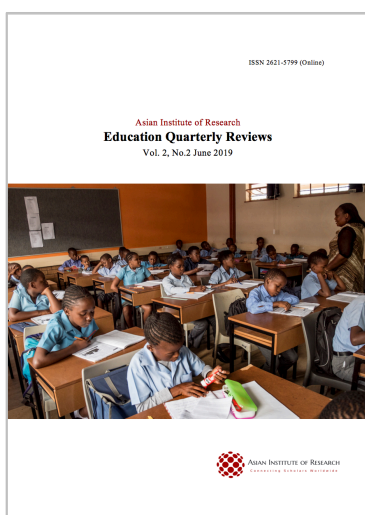 ISSN 2621-5799 (Online)
Asian Institute of Research
Education Quarterly Reviews
Vol. 2, No.2 June 2019
ASIAN INSTITUTE OF RESEARCH
Connecting Scholars Worldwide